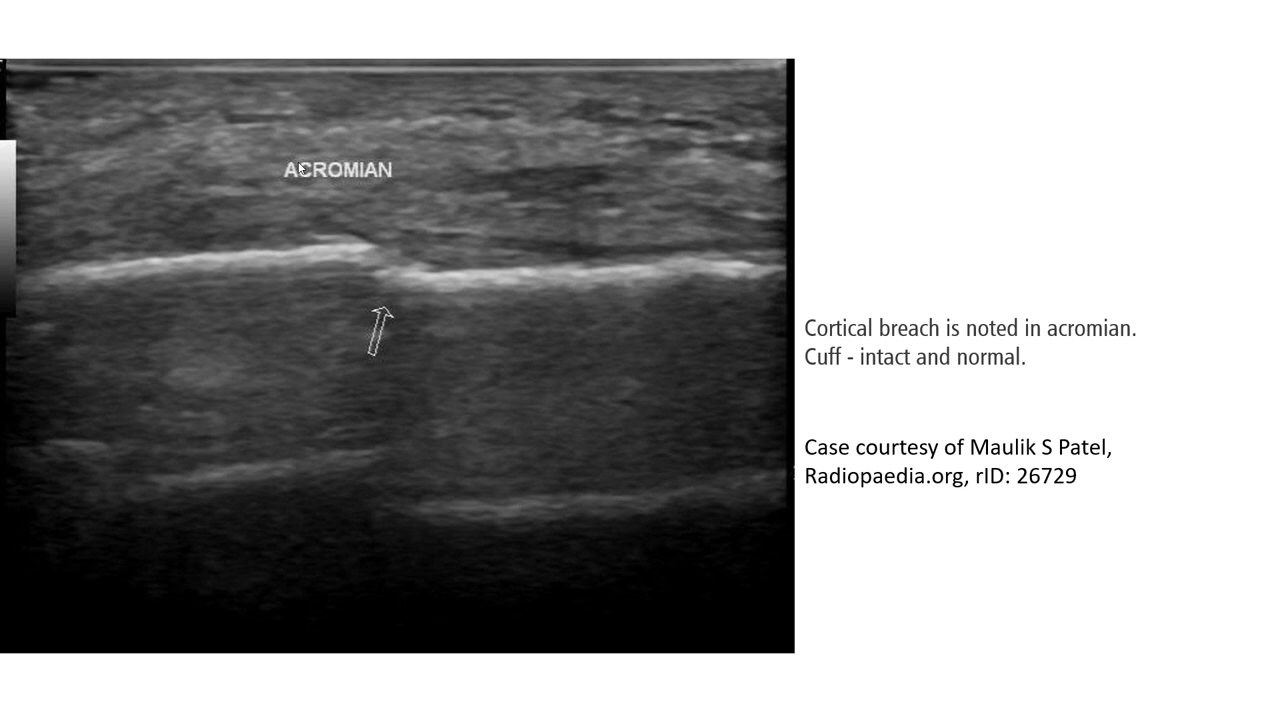 ACROMIAN
Cortical breach is noted in acromian.
Cuff - intact and normal.
Case courtesy of Maulik S Patel,
Radiopaedia.org, rID: 26729